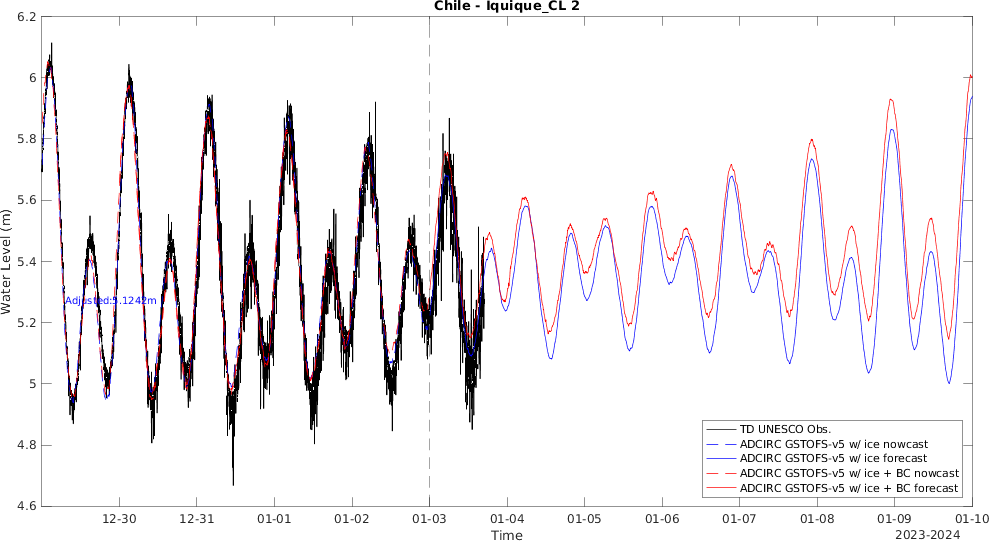 Chile - Iquique_CL 2
6.2
6
5.8
5.6
5.4
5.2
5
4.8
4.6
Water Level (m)
Adjusted:5.1242m
TD UNESCO Obs.
ADCIRC GSTOFS-v5 w/ ice nowcast
ADCIRC GSTOFS-v5 w/ ice forecast
ADCIRC GSTOFS-v5 w/ ice + BC nowcast
ADCIRC GSTOFS-v5 w/ ice + BC forecast
12-30 12-31 01-01 01-02 01-03 01-04 01-05 01-06 01-07 01-08 01-09 01-10
Time
2023-2024